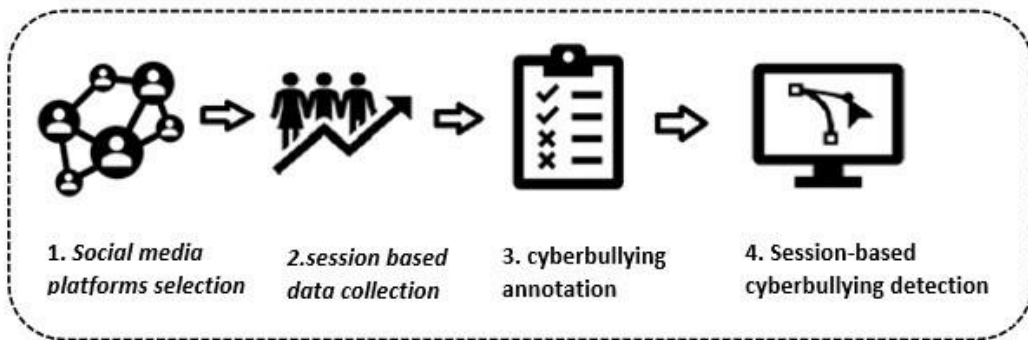 1. Social media
platforms selection
2.session based
data collection
3. cyberbullying
annotation
4. Session-based
cyberbullying detection